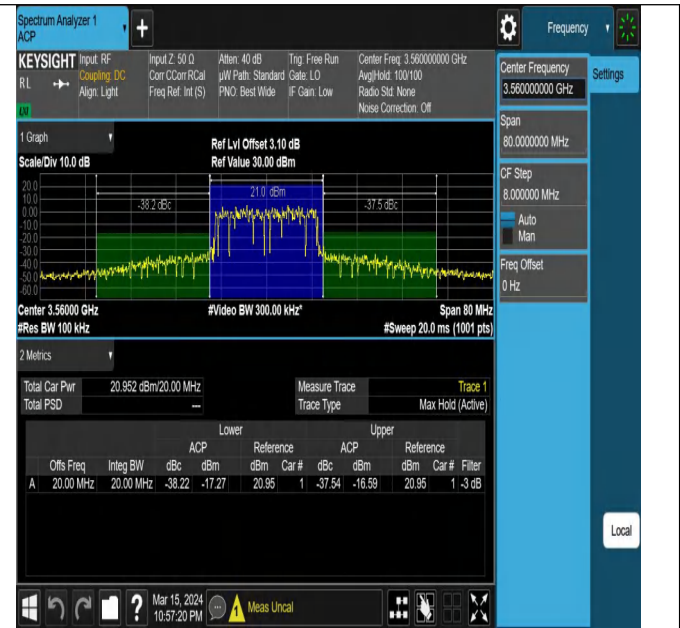 Spectrum Analyzer 1
ACP
+
Frequency
KEYSIGHT
R L
LXI
Input: RF
Coupling: DC
Align: Light
Input Z: 50 Ω
Corr CCorr RCal
Freq Ref: Int (S)
Atten: 40 dB
µW Path: Standard
PNO: Best Wide
Trig: Free Run
Gate: LO
IF Gain: Low
Center Freq: 3.560000000 GHz
Avg|Hold: 100/100
Radio Std: None
Noise Correction: Off
Center Frequency
3.560000000 GHz
Settings
Span
80.0000000 MHz
CF Step
8.000000 MHz
Auto
Man
Freq Offset
0 Hz
1 Graph
Scale/Div 10.0 dB
Ref Lvl Offset 3.10 dB
Ref Value 30.00 dBm
20.0
10.0
0.00
-10.0
-20.0
-30.0
-40.0
-50.0
-60.0
-38.2 dBc
21.0 dBm
-37.5 dBc
Center 3.56000 GHz
#Video BW 300.00 kHz*
Span 80 MHz
#Res BW 100 kHz
#Sweep 20.0 ms (1001 pts)
2 Metrics
Total Car Pwr 20.952 dBm/20.00 MHz
Total PSD ---
Measure Trace Trace 1
Trace Type Max Hold (Active)
Lower Upper
ACP Reference ACP Reference
Offs Freq Integ BW dBc dBm dBm Car # dBc dBm dBm Car # Filter
A 20.00 MHz 20.00 MHz -38.22 -17.27 20.95 1 -37.54 -16.59 20.95 1 -3 dB
Local
?
Mar 15, 2024
10:57:20 PM
1
Meas Uncal